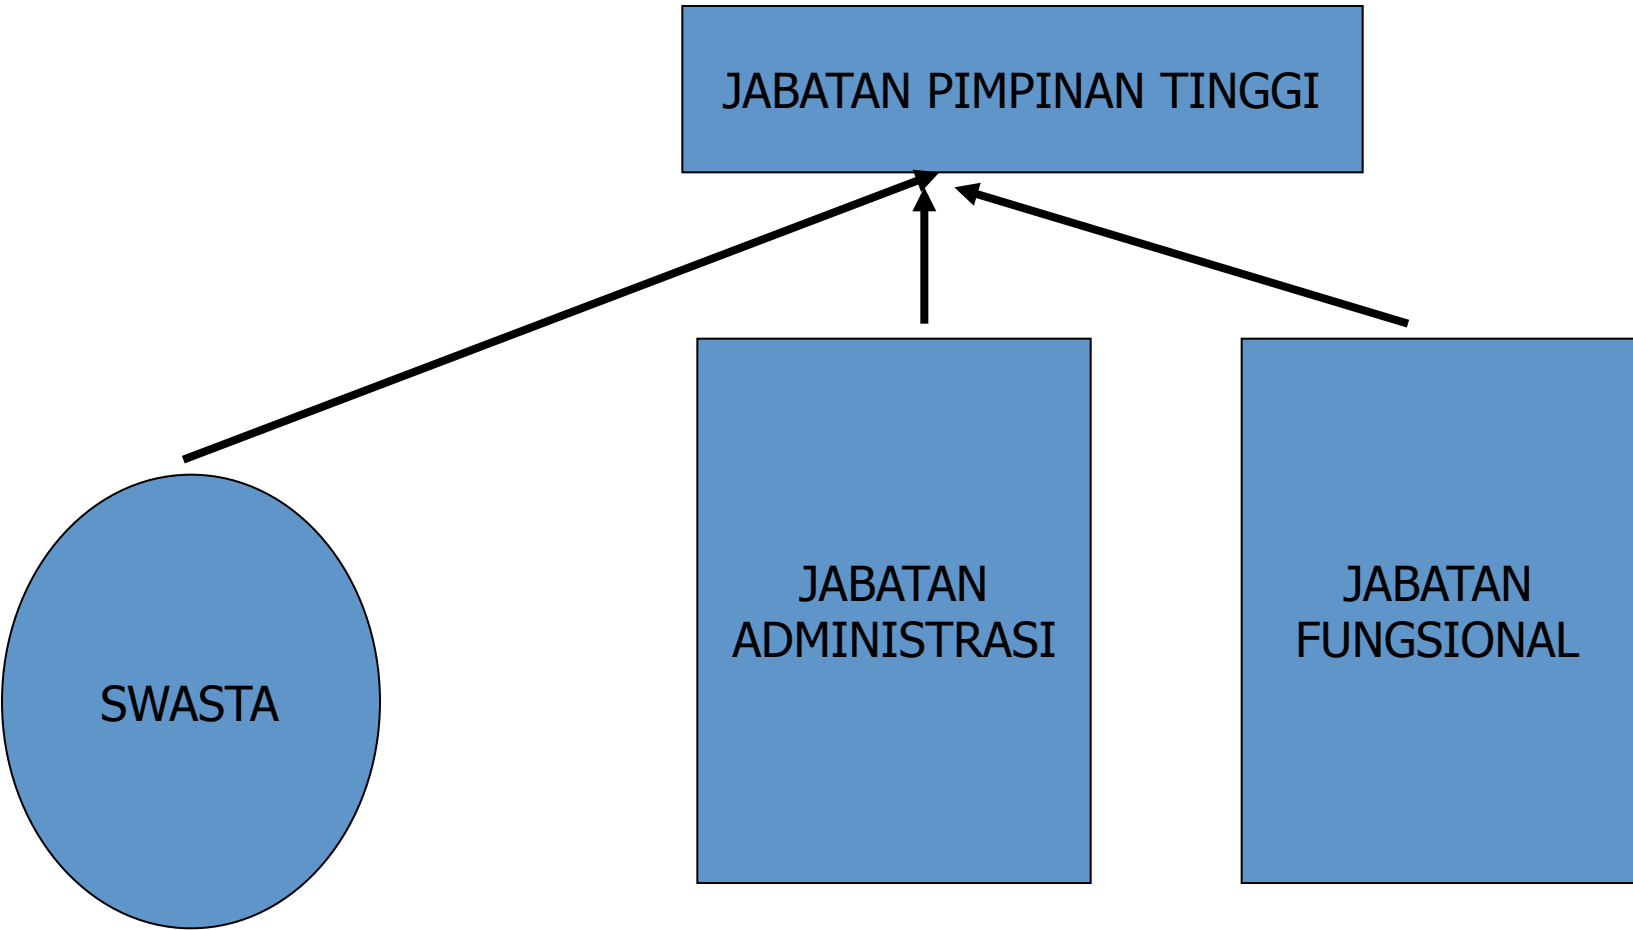 JABATAN PIMPINAN TINGGI
JABATAN
ADMINISTRASI
JABATAN
FUNGSIONAL
SWASTA